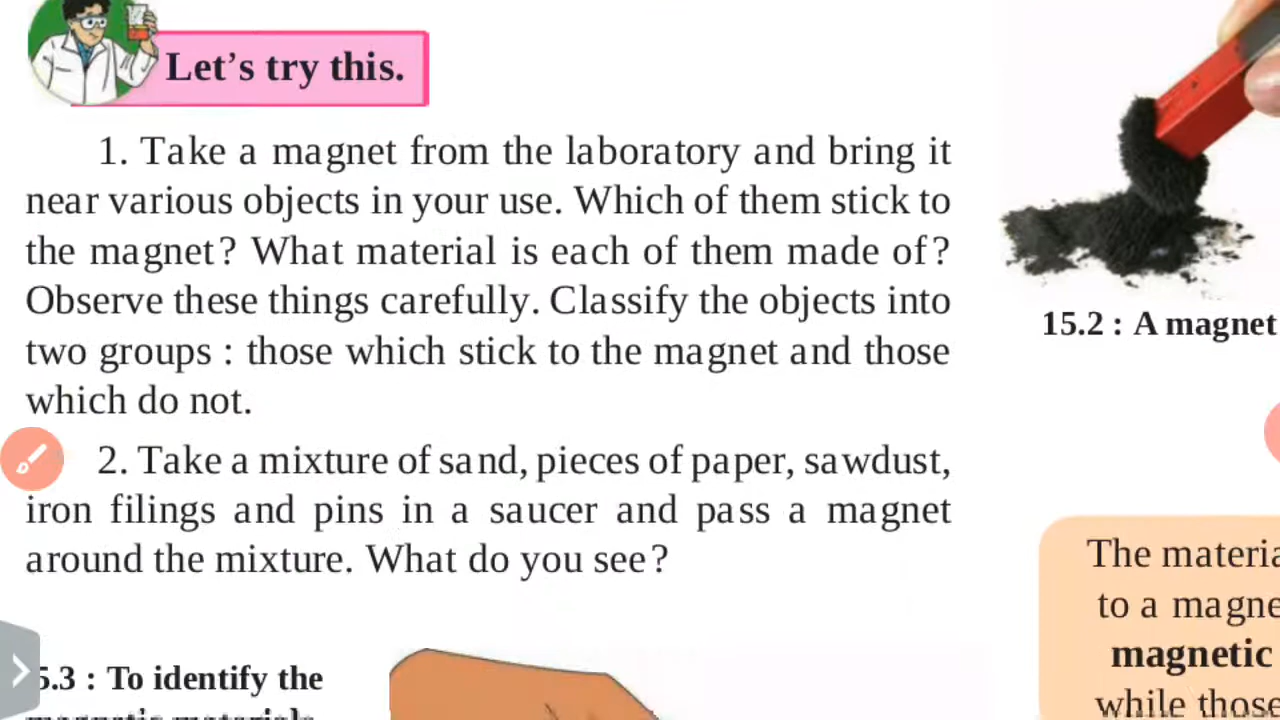 Let's try this.
1. Take a magnet from the laboratory and bring it
near various objects in your use. Which of them stick to
the magnet? What material is each of them made of?
Observe these things carefully. Classify the objects into
two groups : those which stick to the magnet and those
which do not.
2. Take a mixture of sand, pieces of paper, sawdust,
iron filings and pins in a saucer and pass a magnet
around the mixture. What do you see?
15.2 : A magnet
The materia
to a magne
magnetic
while those
5.3 : To identify the
magnetic materials